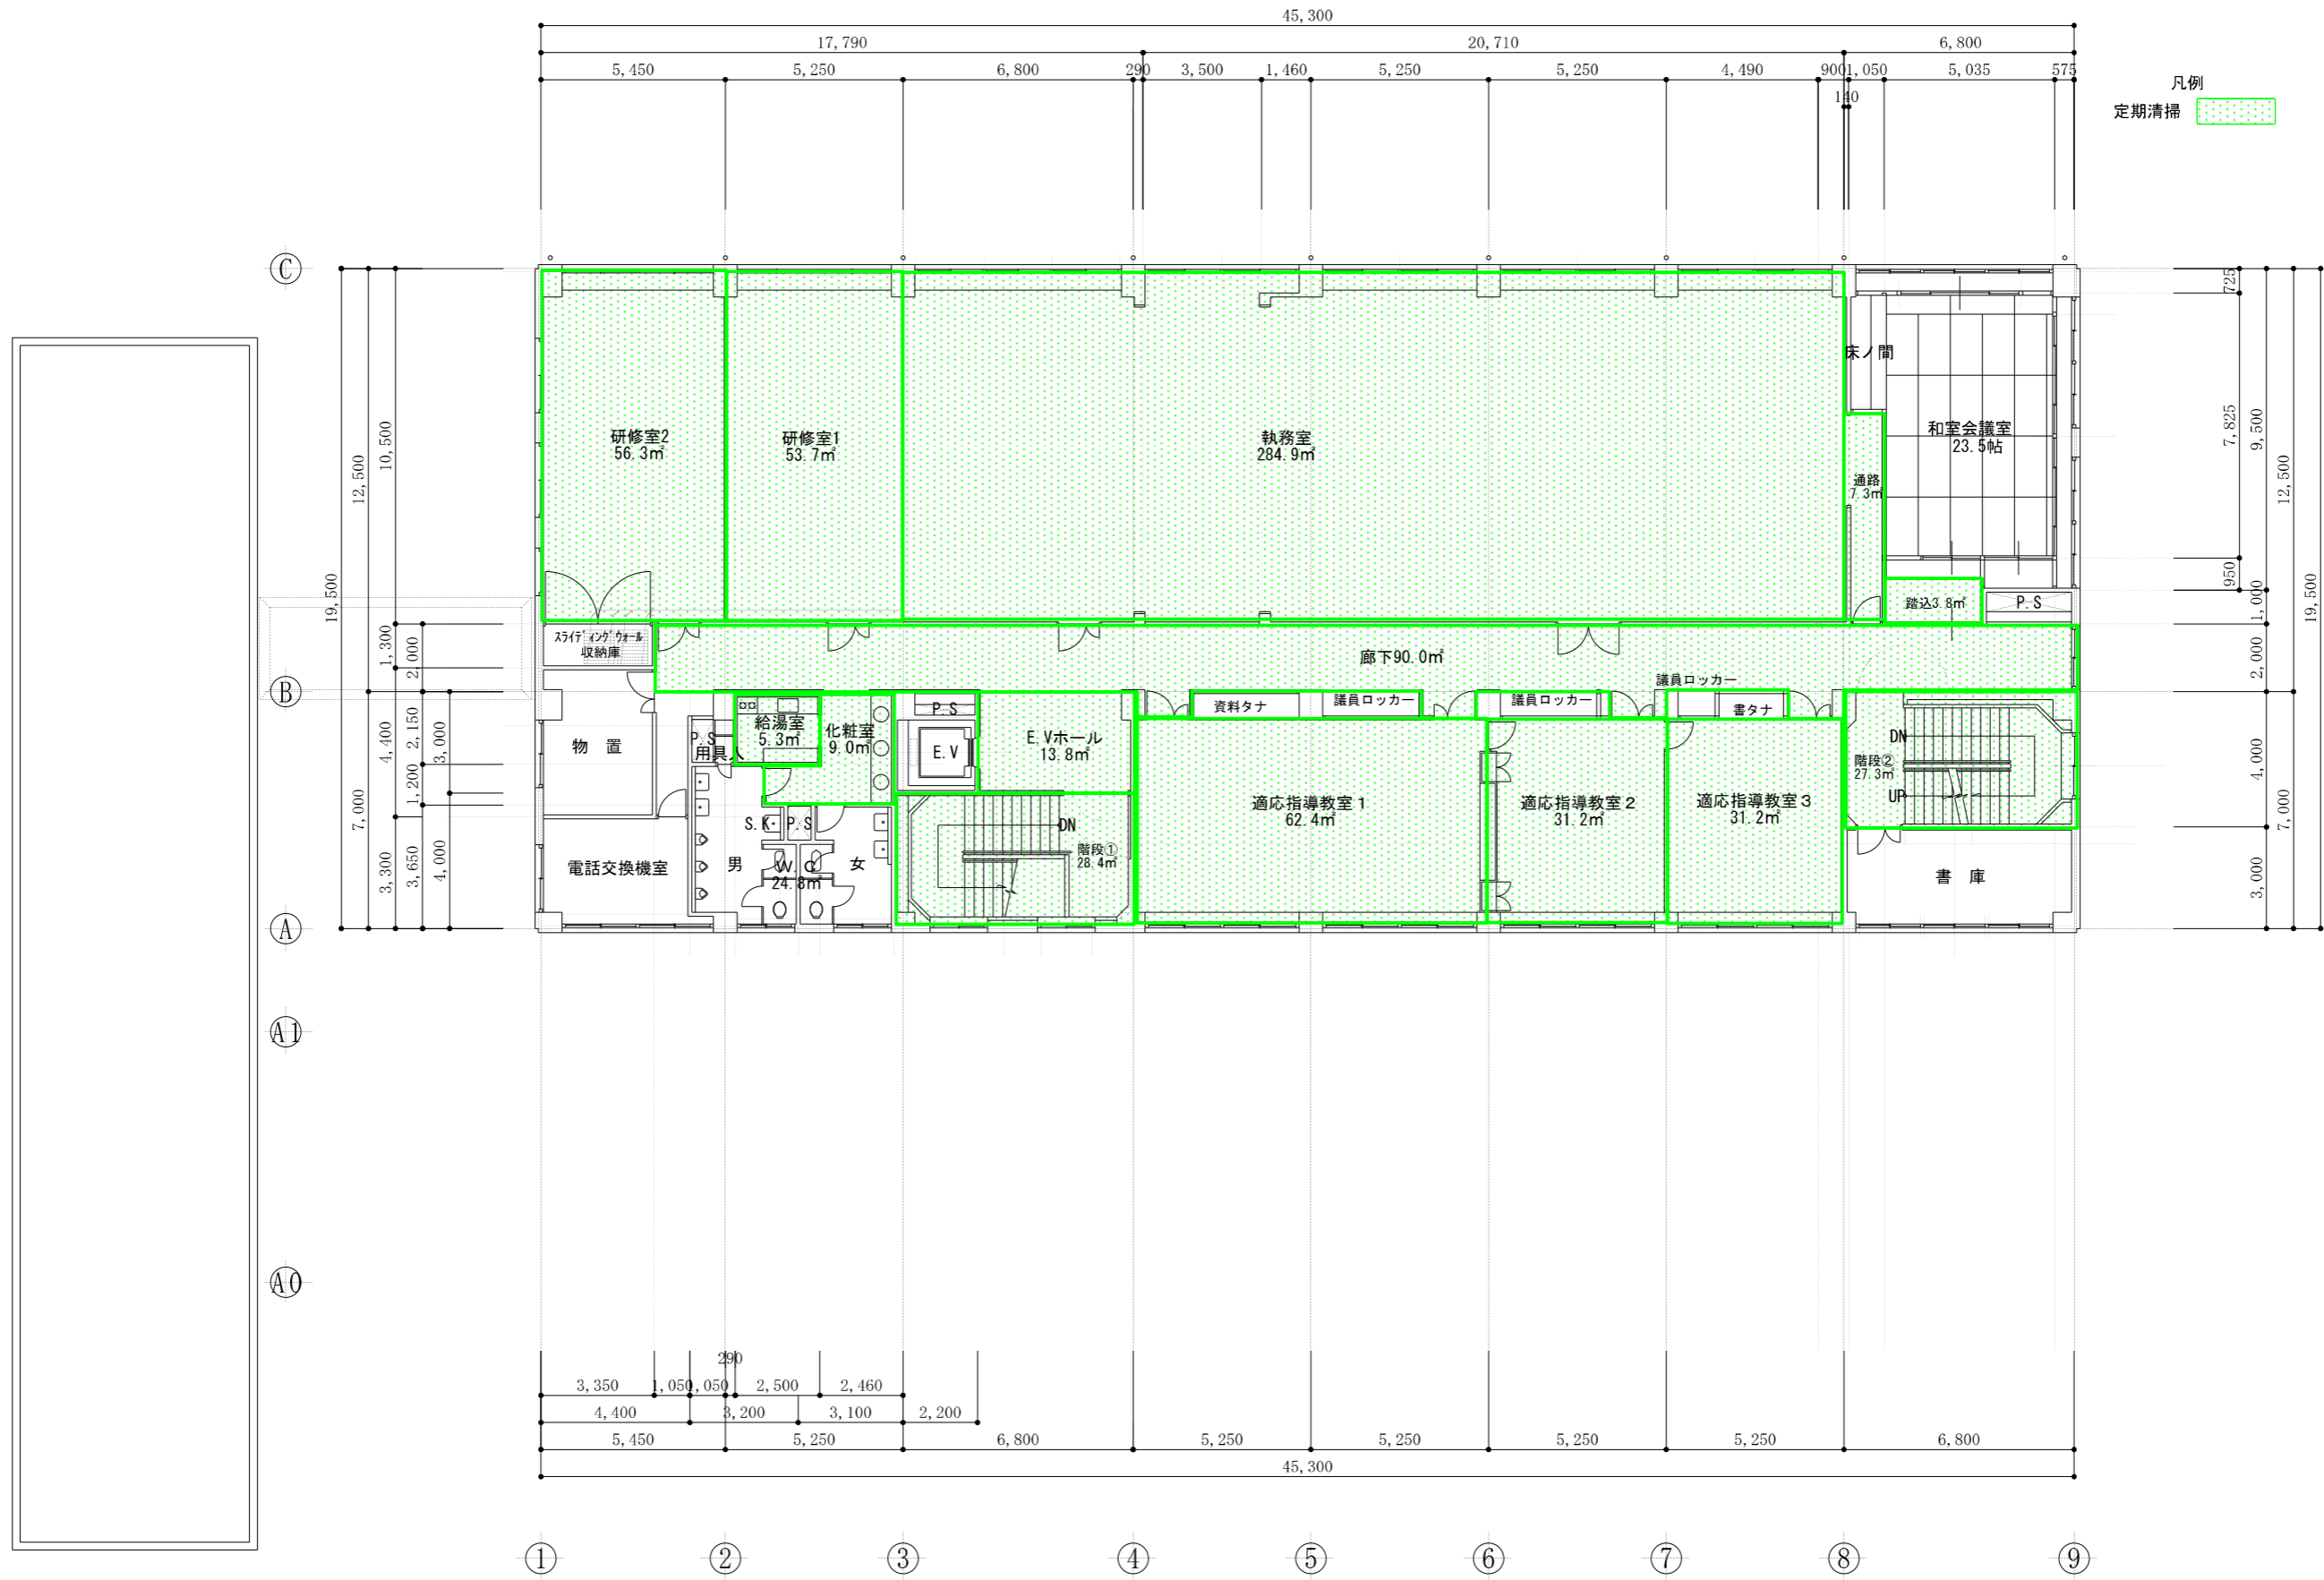 45,300
17,790
20,710
6,800
5,450
5,250
6,800
290
3,500
1,460
5,250
5,250
4,490
900
1,050
5,035
575
140
凡例
定期清掃
C
B
A
A1
A0
19,500
12,500
7,000
10,500
1,300
4,400
3,300
2,000
2,150
1,200
3,650
3,000
4,000
725
7,825
950
9,500
1,000
2,000
4,000
3,000
12,500
7,000
19,500
研修室2
56.3㎡
研修室1
53.7㎡
執務室
284.9㎡
床ノ間
和室会議室
23.5帖
通路
7.3㎡
踏込3.8㎡
P.S
スライディングウォール
収納庫
廊下90.0㎡
議員ロッカー
資料タナ
議員ロッカー
議員ロッカー
書タナ
物 置
P.S
用具入
給湯室
5.3㎡
化粧室
9.0㎡
P.S
E.V
E.Vホール
13.8㎡
DN
階段①
28.4㎡
適応指導教室1
62.4㎡
適応指導教室2
31.2㎡
適応指導教室3
31.2㎡
DN
階段②
27.3㎡
UP
書 庫
電話交換機室
S.K
P.S
男
W.C
24.8㎡
女
290
3,350
1,050
1,050
2,500
2,460
4,400
3,200
3,100
2,200
5,450
5,250
6,800
5,250
5,250
5,250
5,250
6,800
45,300
1
2
3
4
5
6
7
8
9